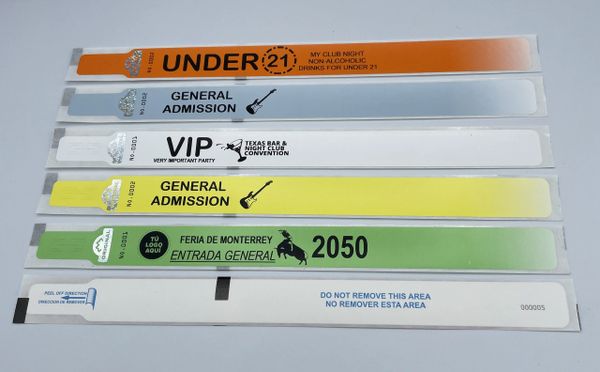 NO.0002
UNDER 21
MY CLUB NIGHT
NON-ALCOHOLIC
DRINKS FOR UNDER 21
NO.0002
GENERAL
ADMISSION
NO.0001
VIP
VERY IMPORTANT PARTY
TEXAS BAR &
NIGHT CLUB
CONVENTION
NO.0002
GENERAL
ADMISSION
ORIGINAL
NO.0001
TÚ
LOGO
AQUÍ
FERIA DE MONTERREY
ENTRADA GENERAL
2050
PEEL OFF DIRECTION
DIRECCION DE REMOVER
DO NOT REMOVE THIS AREA
NO REMOVER ESTA AREA
000005